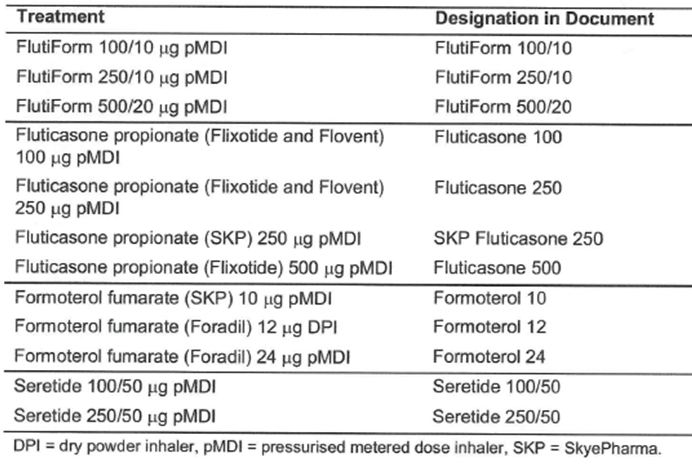 Treatment Designation in Document
FlutiForm 100/10 µg pMDI FlutiForm 100/10
FlutiForm 250/10 µg pMDI FlutiForm 250/10
FlutiForm 500/20 µg pMDI FlutiForm 500/20
Fluticasone propionate (Flixotide and Flovent) Fluticasone 100
100 µg pMDI
Fluticasone propionate (Flixotide and Flovent) Fluticasone 250
250 µg pMDI
Fluticasone propionate (SKP) 250 µg pMDI SKP Fluticasone 250
Fluticasone propionate (Flixotide) 500 µg pMDI Fluticasone 500
Formoterol fumarate (SKP) 10 µg pMDI Formoterol 10
Formoterol fumarate (Foradil) 12 µg DPI Formoterol 12
Formoterol fumarate (Foradil) 24 µg pMDI Formoterol 24
Seretide 100/50 µg pMDI Seretide 100/50
Seretide 250/50 µg pMDI Seretide 250/50
DPI = dry powder inhaler, pMDI = pressurised metered dose inhaler, SKP = SkyePharma.